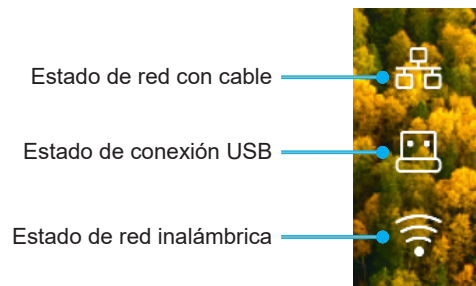 Estado de red con cable
Estado de conexión USB
Estado de red inalámbrica